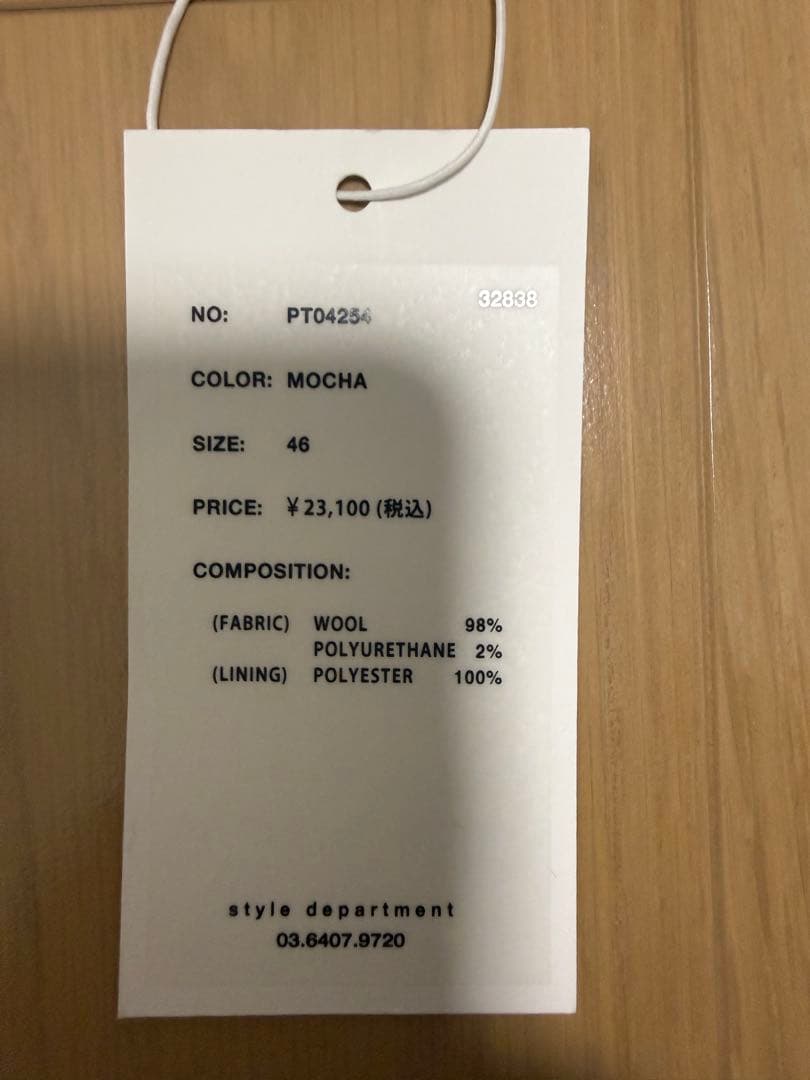 32838
NO: PT04254
COLOR: MOCHA
SIZE: 46
PRICE: ¥23,100 (税込)
COMPOSITION:
(FABRIC) WOOL 98%
POLYURETHANE 2%
(LINING) POLYESTER 100%
style department
03.6407.9720